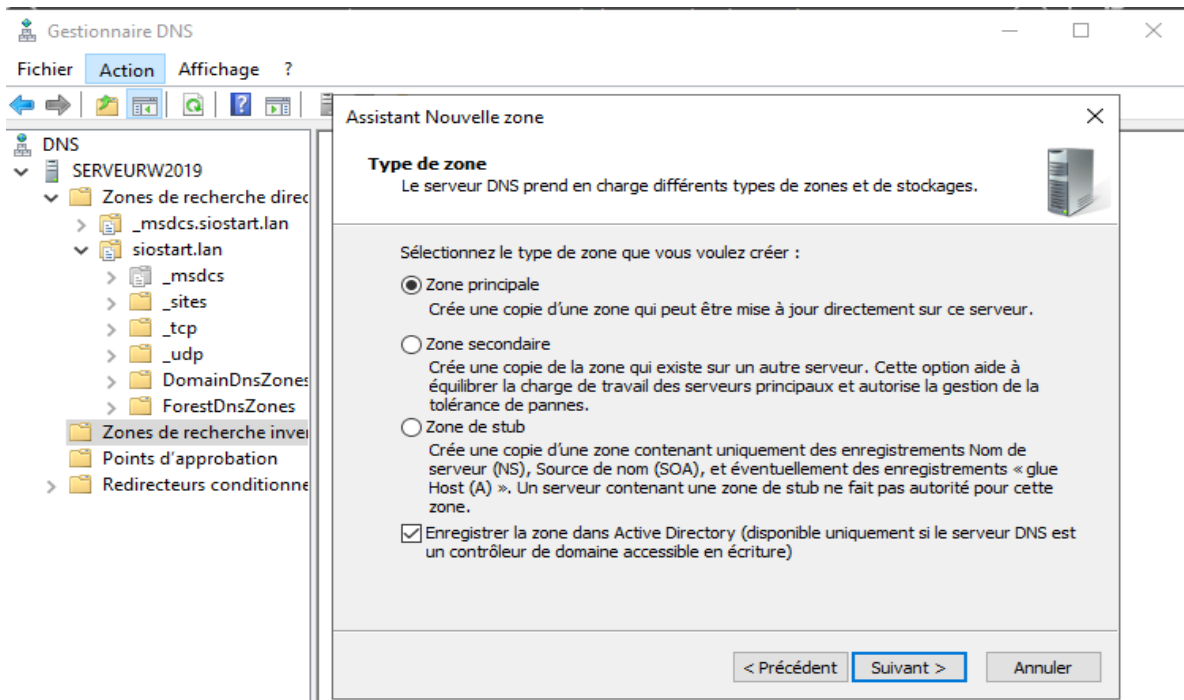 Gestionnaire DNS
Fichier Action Affichage ?
DNS
SERVEURW2019
Zones de recherche direc
_msdcs.siostart.lan
siostart.lan
_msdcs
_sites
_tcp
_udp
DomainDnsZones
ForestDnsZones
Zones de recherche inve
Points d'approbation
Redirecteurs conditionne
Assistant Nouvelle zone
Type de zone
Le serveur DNS prend en charge différents types de zones et de stockages.
Sélectionnez le type de zone que vous voulez créer :
Zone principale
Crée une copie d'une zone qui peut être mise à jour directement sur ce serveur.
Zone secondaire
Crée une copie de la zone qui existe sur un autre serveur. Cette option aide à
équilibrer la charge de travail des serveurs principaux et autorise la gestion de la
tolérance de pannes.
Zone de stub
Crée une copie d'une zone contenant uniquement des enregistrements Nom de
serveur (NS), Source de nom (SOA), et éventuellement des enregistrements « glue
Host (A) ». Un serveur contenant une zone de stub ne fait pas autorité pour cette
zone.
Enregistrer la zone dans Active Directory (disponible uniquement si le serveur DNS est
un contrôleur de domaine accessible en écriture)
< Précédent Suivant > Annuler